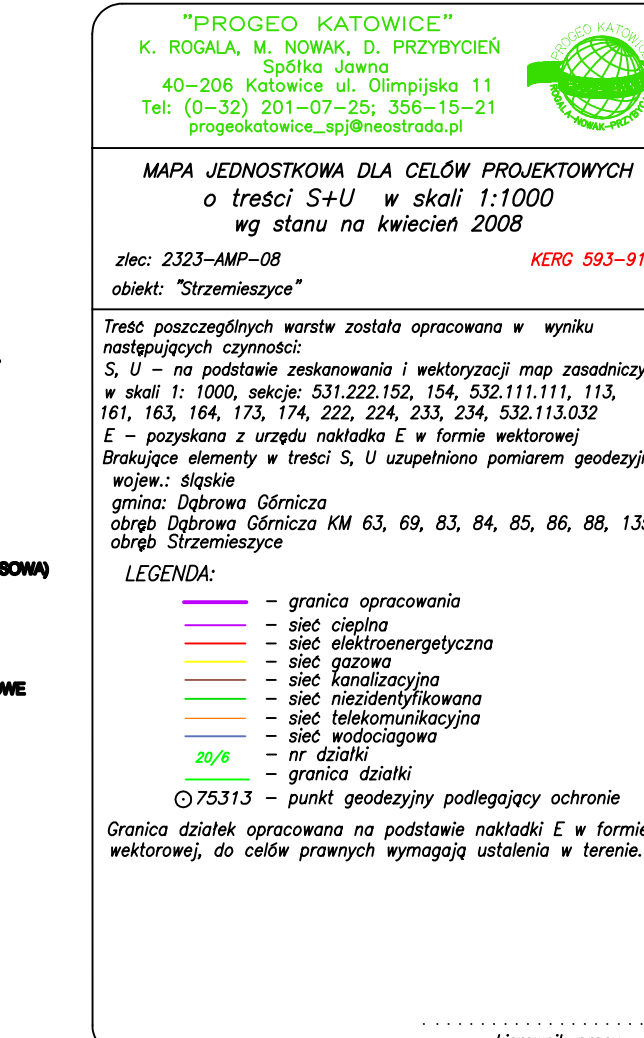 "PROGEO KATOWICE"
K. ROGALA, M. NOWAK, D. PRZYBYCIEŃ
Spółka Jawna
40-206 Katowice ul. Olimpijska 11
Tel: (0-32) 201-07-25; 356-15-21
progeokatowice_spj@neostrada.pl
PROGEO KATOWI
ROGALA-NOWAK-PRZYBY
MAPA JEDNOSTKOWA DLA CELÓW PROJEKTOWYCH
o treści S+U w skali 1:1000
wg stanu na kwiecień 2008
zlec: 2323-AMP-08 KERG 593-91
obiekt: "Strzemieszyce"
Treść poszczególnych warstw została opracowana w wyniku
następujących czynności:
S, U - na podstawie zeskanowania i wektoryzacji map zasadniczy
w skali 1: 1000, sekcje: 531.222.152, 154, 532.111.111, 113,
161, 163, 164, 173, 174, 222, 224, 233, 234, 532.113.032
E - pozyskana z urzędu nakładka E w formie wektorowej
Brakujące elementy w treści S, U uzupełniono pomiarem geodezyj
wojew.: śląskie
gmina: Dąbrowa Górnicza
obręb Dąbrowa Górnicza KM 63, 69, 83, 84, 85, 86, 88, 135
obręb Strzemieszyce
SOWA)
OWE
LEGENDA:
- granica opracowania
- sieć cieplna
- sieć elektroenergetyczna
- sieć gazowa
- sieć kanalizacyjna
- sieć niezidentyfikowana
- sieć telekomunikacyjna
- sieć wodociagowa
20/6 - nr działki
- granica działki
75313 - punkt geodezyjny podlegający ochronie
Granica działek opracowana na podstawie nakładki E w formie
wektorowej, do celów prawnych wymagają ustalenia w terenie.